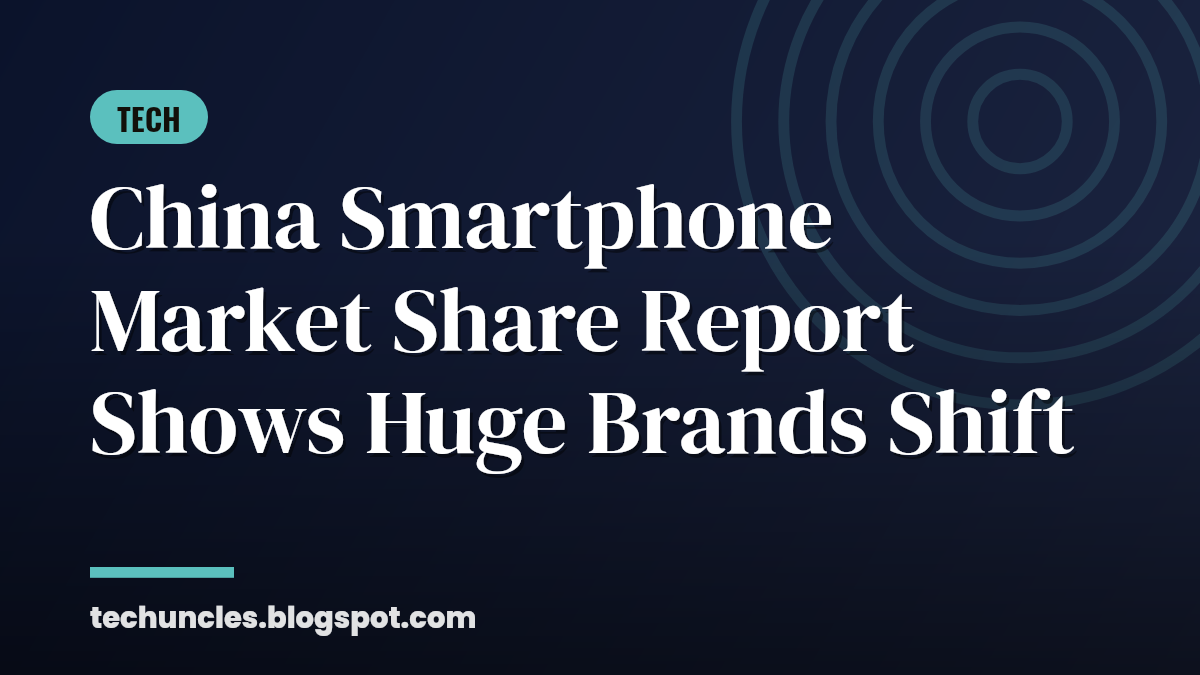 TECH
China Smartphone
Market Share Report
Shows Huge Brands Shift
techuncles.blogspot.com